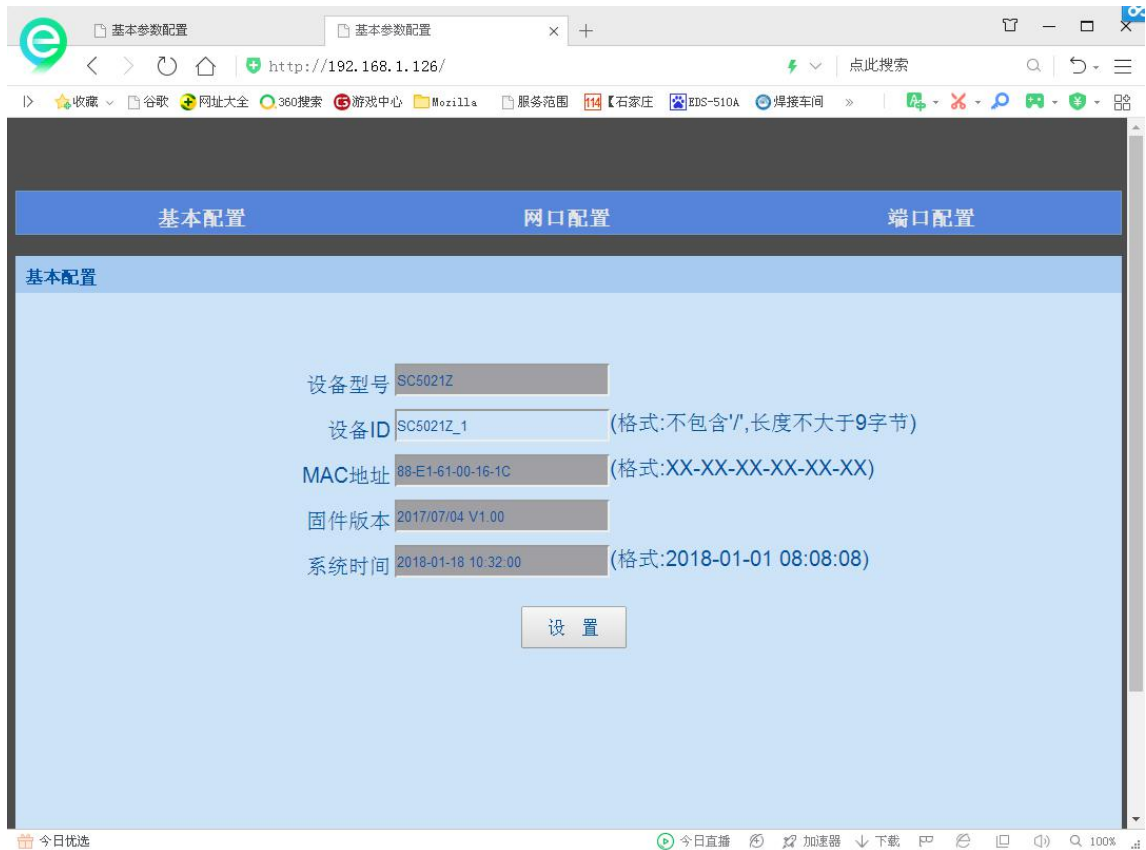 基本参数配置 基本参数配置
http://192.168.1.126/ 点此搜索
收藏 谷歌 网址大全 360搜索 游戏中心 Mozilla 服务范围 114 【石家庄 EDS-510A 焊接车间 »
基本配置 网口配置 端口配置
基本配置
设备型号 SC5021Z
设备ID SC5021Z_1 (格式:不包含'/',长度不大于9字节)
MAC地址 88-E1-61-00-16-1C (格式:XX-XX-XX-XX-XX-XX)
固件版本 2017/07/04 V1.00
系统时间 2018-01-18 10:32:00 (格式:2018-01-01 08:08:08)
设 置
今日优选 今日直播 加速器 下载 100%